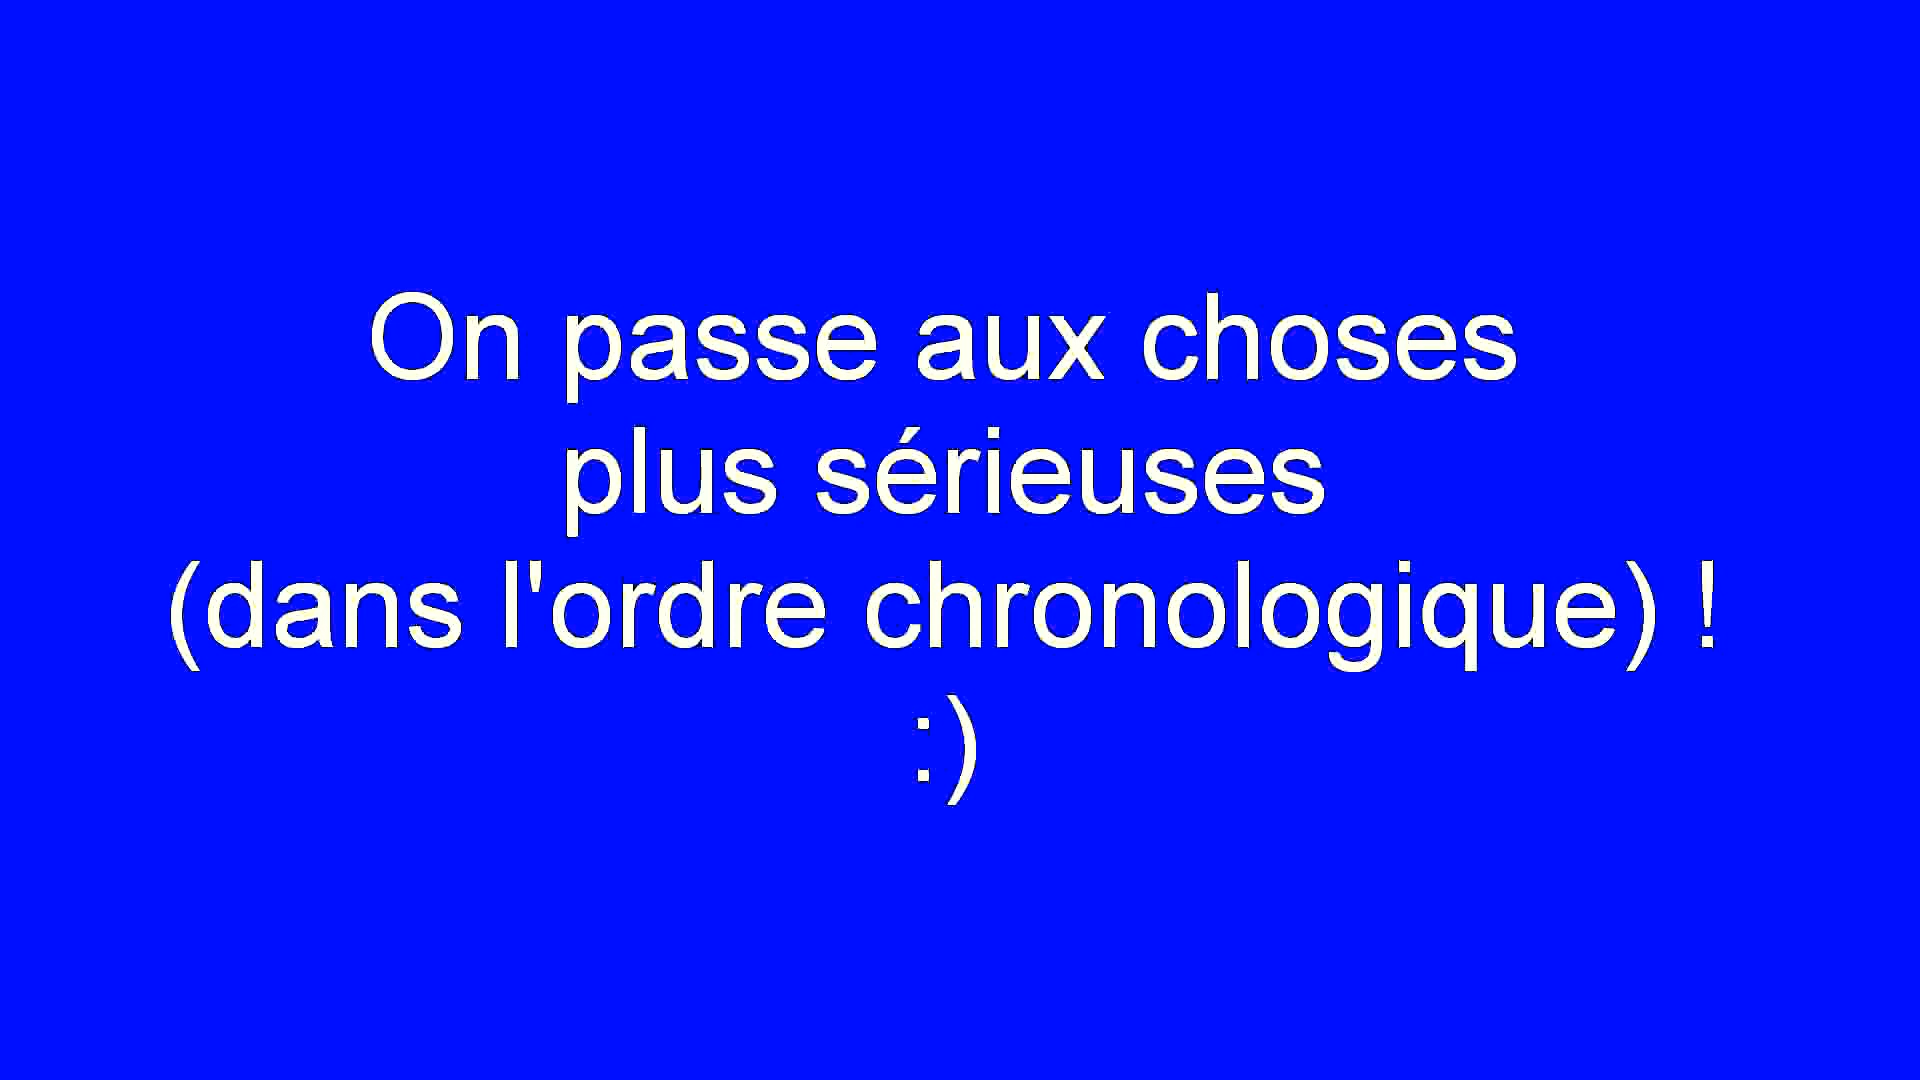 On passe aux choses
plus sérieuses
(dans l'ordre chronologique) !
:)